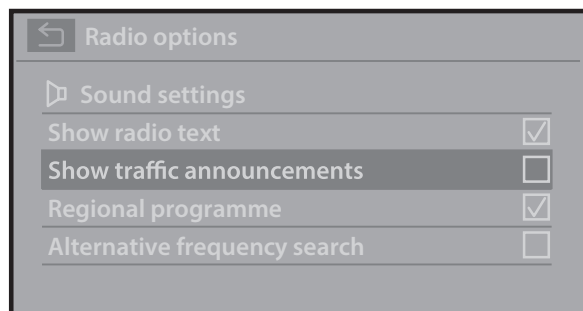 Radio options
Sound settings
Show radio text
Show traffic announcements
Regional programme
Alternative frequency search